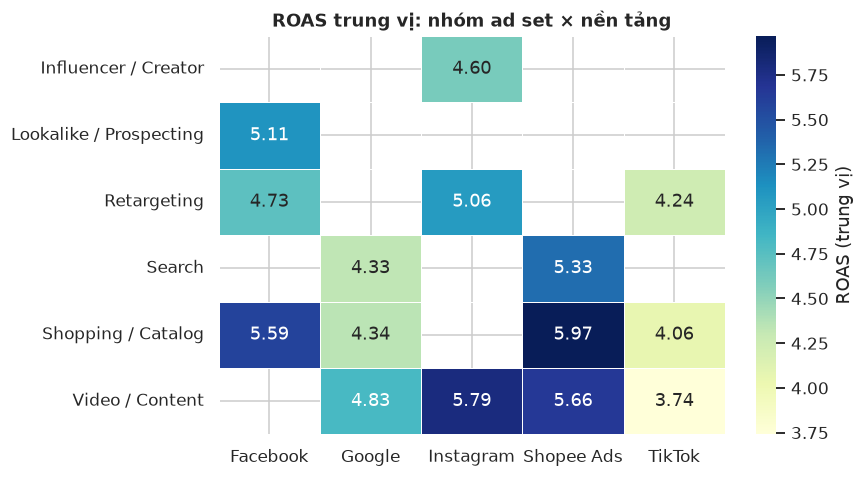 ROAS trung vị: nhóm ad set × nền tảng
Influencer / Creator
4.60
Lookalike / Prospecting
5.11
Retargeting
4.73
5.06
4.24
Search
4.33
5.33
Shopping / Catalog
5.59
4.34
5.97
4.06
Video / Content
4.83
5.79
5.66
3.74
Facebook
Google
Instagram
Shopee Ads
TikTok
5.75
5.50
5.25
5.00
4.75
4.50
4.25
4.00
3.75
ROAS (trung vị)